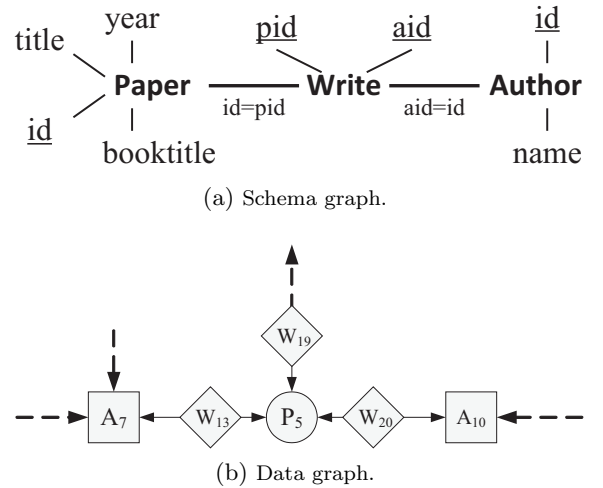 year
pid
aid
id
title
Paper
Write
Author
id=pid
aid=id
id
booktitle
name
(a) Schema graph.
W19
A7
W13
P5
W20
A10
(b) Data graph.